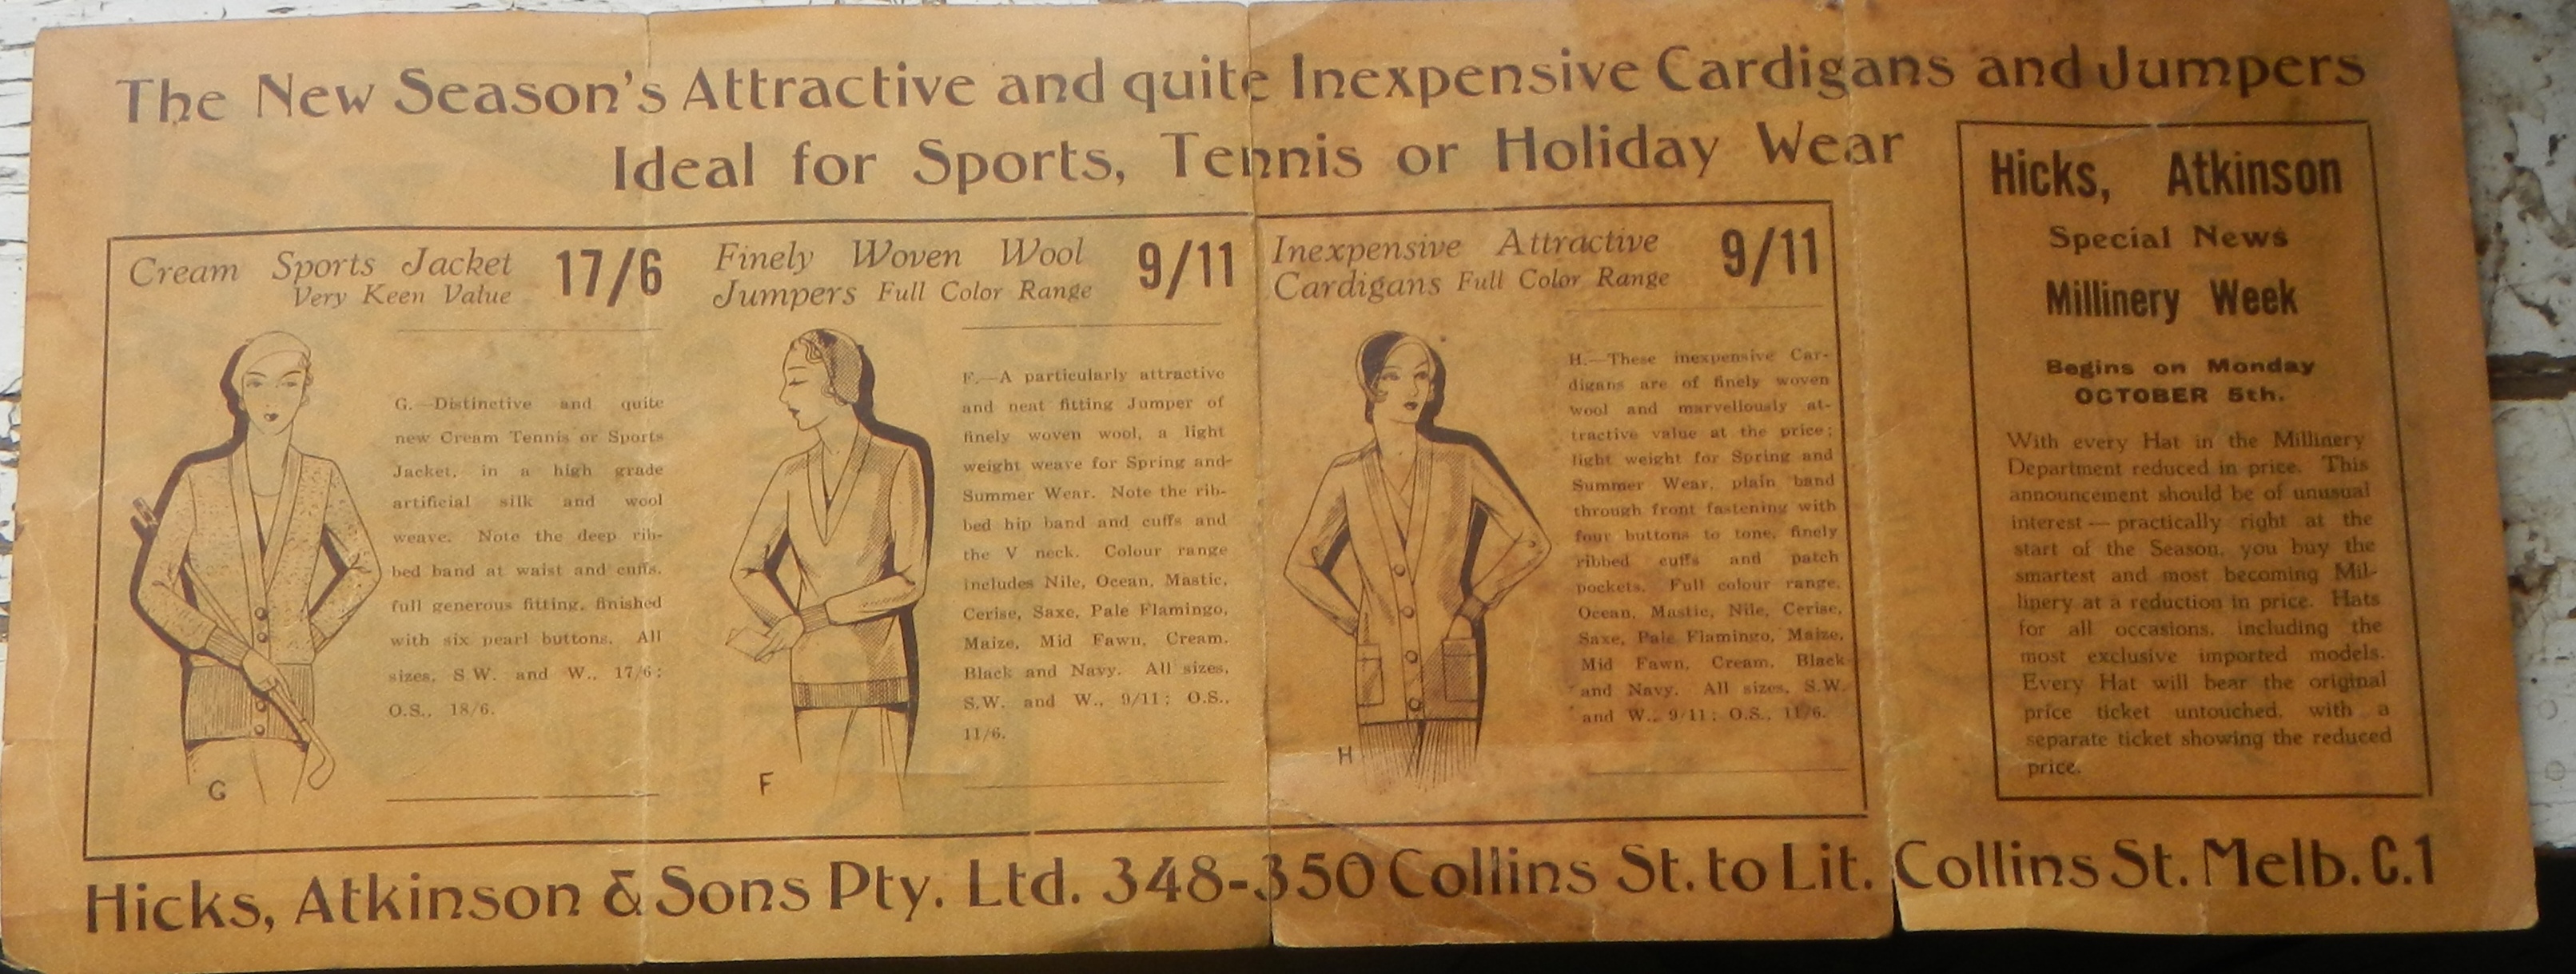 The New Season's Attractive and quite Inexpensive Cardigans and Jumpers
Ideal for Sports, Tennis or Holiday Wear
Cream Sports Jacket 17/6
Very Keen Value
G.—Distinctive and quite
new Cream Tennis or Sports
Jacket, in a high grade
artificial silk and wool
weave. Note the deep rib-
bed band at waist and cuffs,
full generous fitting, finished
with six pearl buttons. All
sizes, S.W. and W., 17/6;
O.S., 18/6.
G
Finely Woven Wool 9/11
Jumpers Full Color Range
F.—A particularly attractive
and neat fitting Jumper of
finely woven wool, a light
weight weave for Spring and
Summer Wear. Note the rib-
bed hip band and cuffs and
the V neck. Colour range
includes Nile, Ocean, Mastic,
Cerise, Saxe, Pale Flamingo,
Maize, Mid Fawn, Cream,
Black and Navy. All sizes,
S.W. and W., 9/11; O.S.,
11/6.
F
Inexpensive Attractive 9/11
Cardigans Full Color Range
H.—These inexpensive Car-
digans are of finely woven
wool and marvellously at-
tractive value at the price;
light weight for Spring and
Summer Wear, plain band
through front fastening with
four buttons to tone, finely
ribbed cuffs and patch
pockets. Full colour range,
Ocean, Mastic, Nile, Cerise,
Saxe, Pale Flamingo, Maize,
Mid Fawn, Cream, Black
and Navy. All sizes, S.W.
and W., 9/11; O.S., 11/6.
H
Hicks, Atkinson
Special News
Millinery Week
Begins on Monday
OCTOBER 5th.
With every Hat in the Millinery
Department reduced in price. This
announcement should be of unusual
interest — practically right at the
start of the Season, you buy the
smartest and most becoming Mil-
linery at a reduction in price. Hats
for all occasions, including the
most exclusive imported models.
Every Hat will bear the original
price ticket untouched, with a
separate ticket showing the reduced
price.
Hicks, Atkinson & Sons Pty. Ltd. 348-350 Collins St. to Lit. Collins St. Melb. C.1